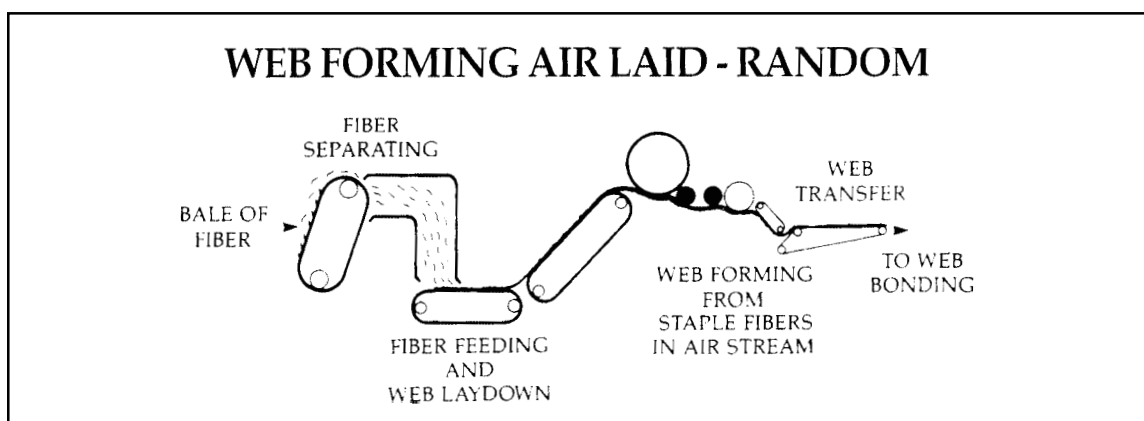 WEB FORMING AIR LAID - RANDOM
FIBER
SEPARATING
BALE OF
FIBER
FIBER FEEDING
AND
WEB LAYDOWN
WEB FORMING
FROM
STAPLE FIBERS
IN AIR STREAM
WEB
TRANSFER
TO WEB
BONDING